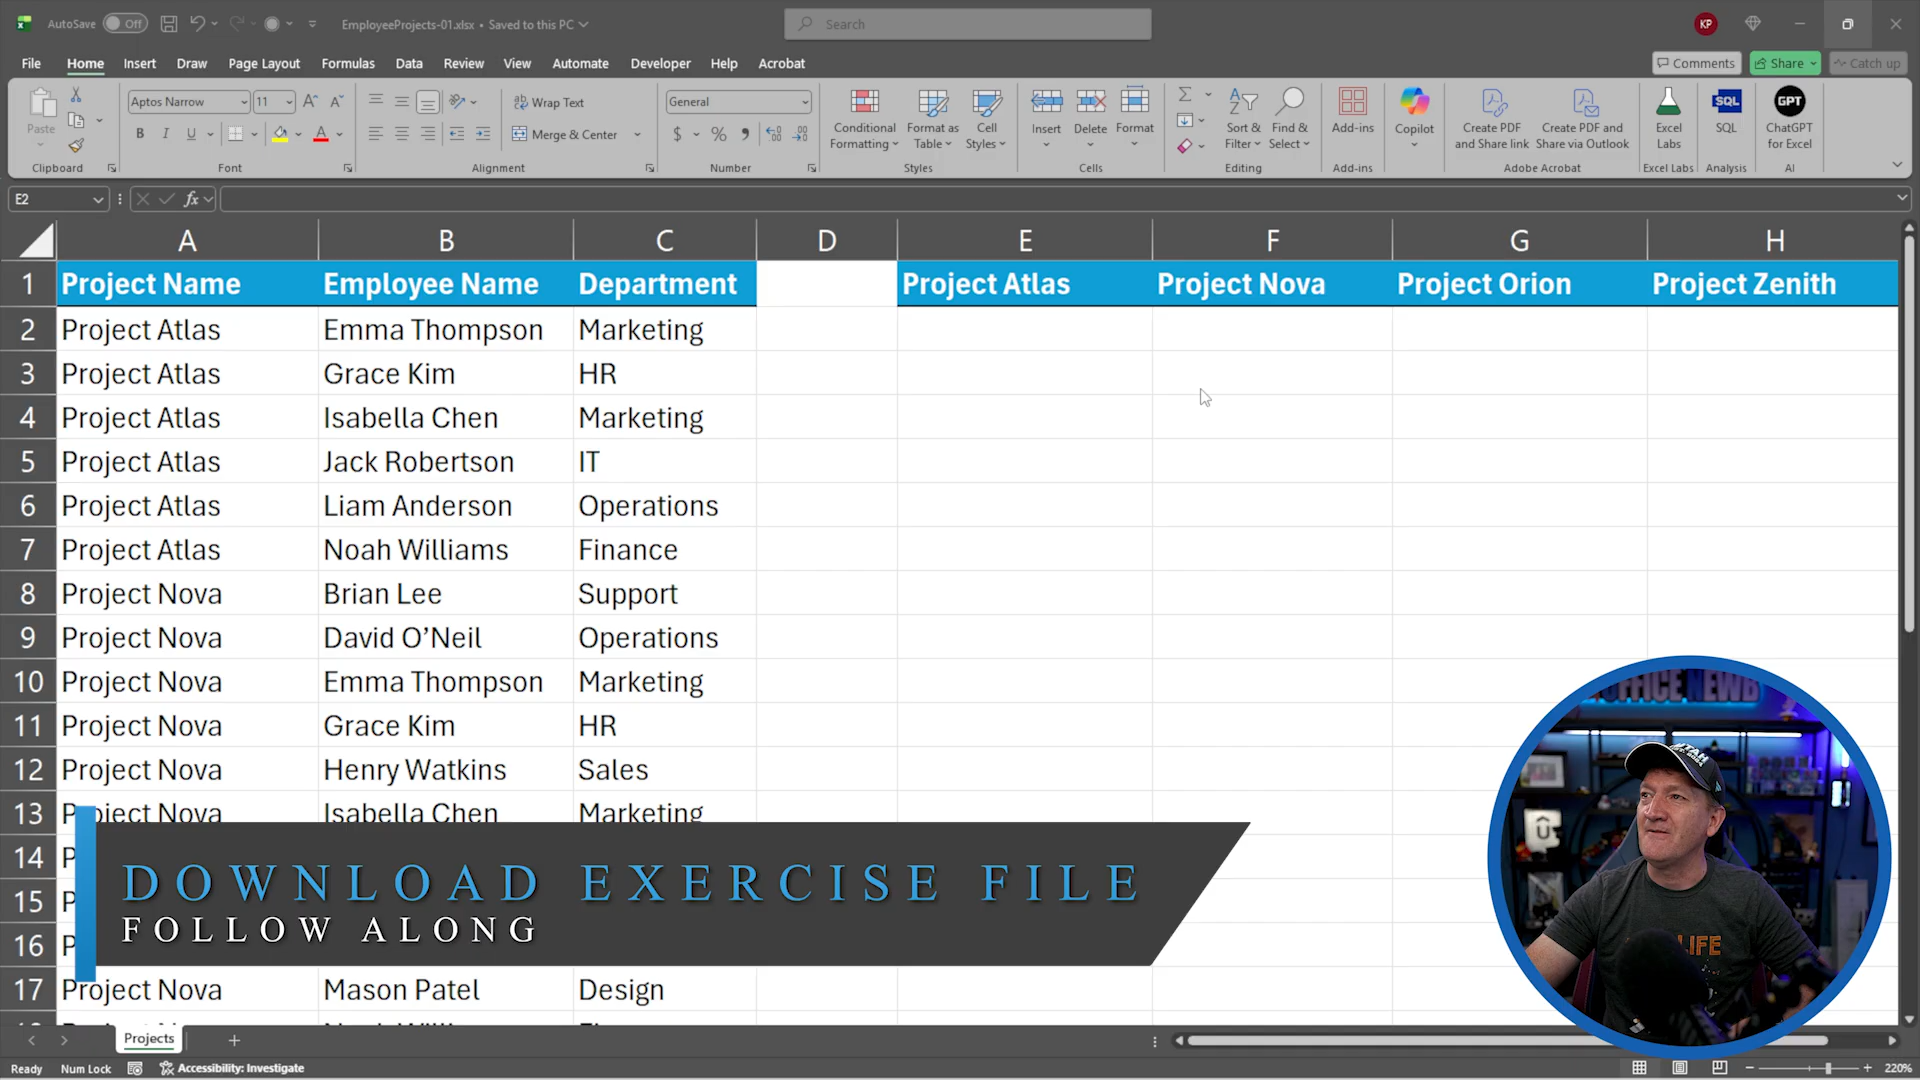 AutoSave Off EmployeeProjects-01.xlsx • Saved to this PC Search KP
File Home Insert Draw Page Layout Formulas Data Review View Automate Developer Help Acrobat Comments Share Catch up
Paste Aptos Narrow 11 Wrap Text General Conditional Formatting Format as Table Cell Styles Insert Delete Format Sort & Filter Find & Select Add-ins Copilot Create PDF and Share link Create PDF and Share via Outlook Excel Labs SQL ChatGPT for Excel
B I U A Merge & Center $ %
Clipboard Font Alignment Number Styles Cells Editing Add-ins Adobe Acrobat Excel Labs Analysis AI
E2 fx
A B C D E F G H
1 Project Name Employee Name Department Project Atlas Project Nova Project Orion Project Zenith
2 Project Atlas Emma Thompson Marketing
3 Project Atlas Grace Kim HR
4 Project Atlas Isabella Chen Marketing
5 Project Atlas Jack Robertson IT
6 Project Atlas Liam Anderson Operations
7 Project Atlas Noah Williams Finance
8 Project Nova Brian Lee Support
9 Project Nova David O’Neil Operations
10 Project Nova Emma Thompson Marketing
11 Project Nova Grace Kim HR
12 Project Nova Henry Watkins Sales
13 Project Nova Isabella Chen Marketing
14 P
15 P
16 P
DOWNLOAD EXERCISE FILE
FOLLOW ALONG
17 Project Nova Mason Patel Design
Projects
Ready Num Lock Accessibility: Investigate 220%
OFFICE NEWB
LIFE